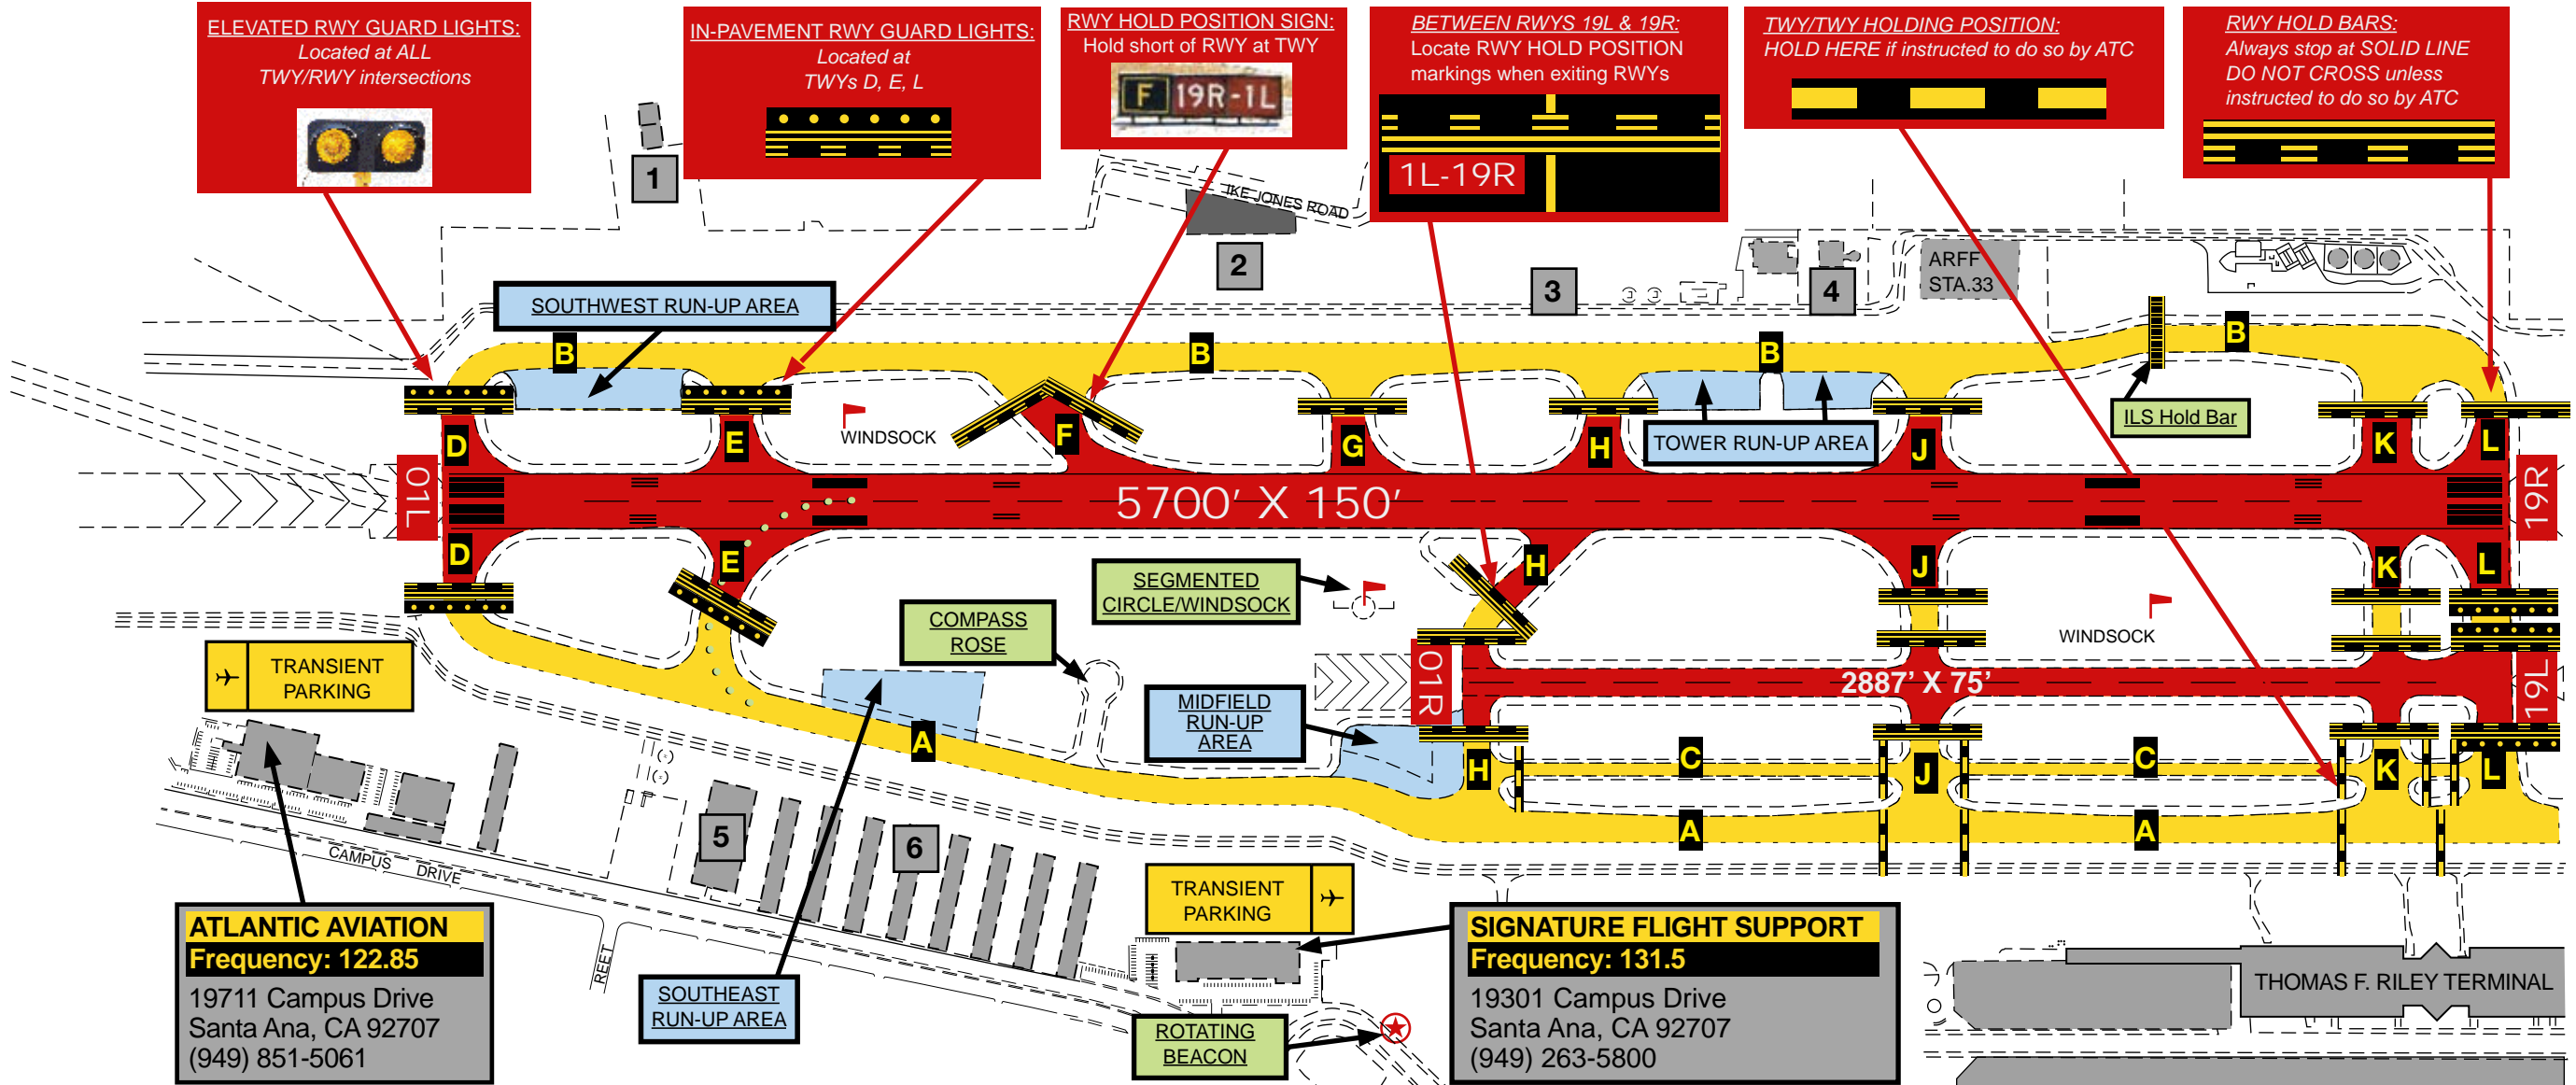 ELEVATED RWY GUARD LIGHTS:
Located at ALL
TWY/RWY intersections
IN-PAVEMENT RWY GUARD LIGHTS:
Located at
TWYs D, E, L
RWY HOLD POSITION SIGN:
Hold short of RWY at TWY
F 19R-1L
BETWEEN RWYS 19L & 19R:
Locate RWY HOLD POSITION
markings when exiting RWYs
1L-19R
TWY/TWY HOLDING POSITION:
HOLD HERE if instructed to do so by ATC
RWY HOLD BARS:
Always stop at SOLID LINE
DO NOT CROSS unless
instructed to do so by ATC
1
IKE JONES ROAD
2
3
4
ARFF
STA.33
SOUTHWEST RUN-UP AREA
B
B
B
B
ILS Hold Bar
WINDSOCK
TOWER RUN-UP AREA
D
E
F
G
H
J
K
L
01L
5700' X 150'
19R
D
E
H
J
K
L
SEGMENTED
CIRCLE/WINDSOCK
COMPASS
ROSE
WINDSOCK
TRANSIENT
PARKING
01R
2887' X 75'
19L
MIDFIELD
RUN-UP
AREA
A
H
C
J
C
K
L
A
A
5
6
CAMPUS
DRIVE
REET
TRANSIENT
PARKING
ATLANTIC AVIATION
Frequency: 122.85
19711 Campus Drive
Santa Ana, CA 92707
(949) 851-5061
SOUTHEAST
RUN-UP AREA
ROTATING
BEACON
SIGNATURE FLIGHT SUPPORT
Frequency: 131.5
19301 Campus Drive
Santa Ana, CA 92707
(949) 263-5800
THOMAS F. RILEY TERMINAL